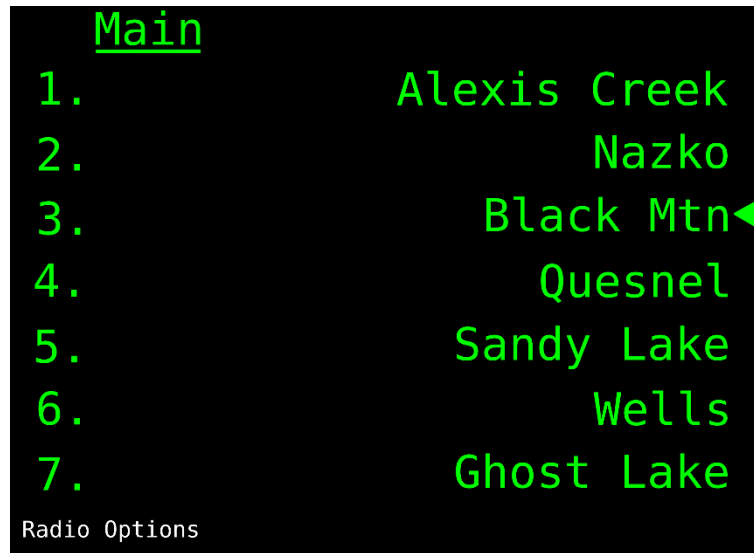 Main
1. Alexis Creek
2. Nazko
3. Black Mtn
4. Quesnel
5. Sandy Lake
6. Wells
7. Ghost Lake
Radio Options